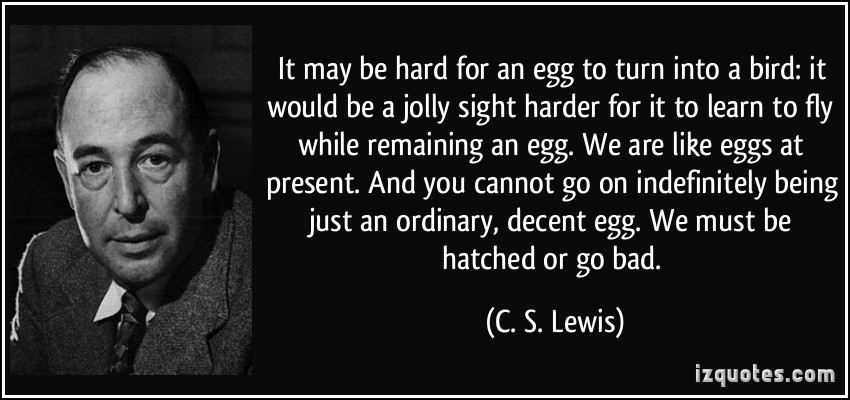 It may be hard for an egg to turn into a bird: it
would be a jolly sight harder for it to learn to fly
while remaining an egg. We are like eggs at
present. And you cannot go on indefinitely being
just an ordinary, decent egg. We must be
hatched or go bad.
(C. S. Lewis)
izquotes.com